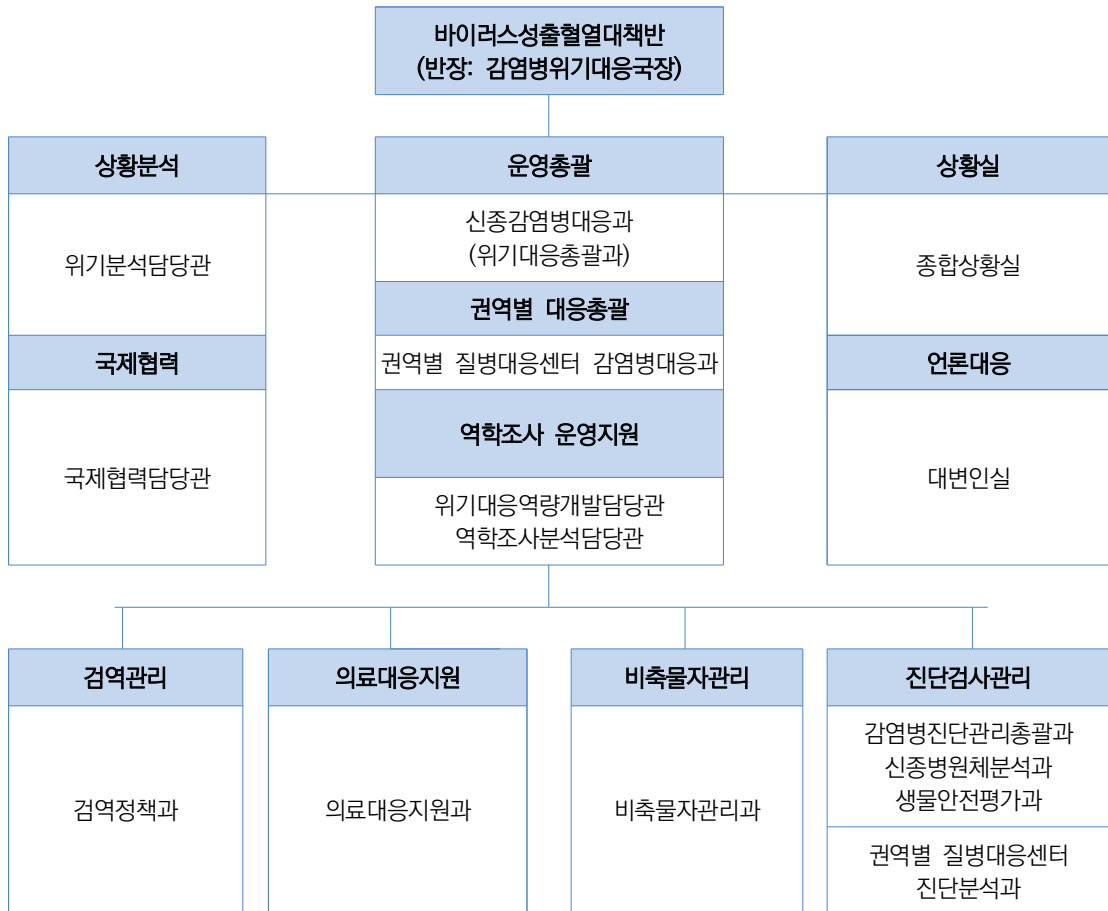 바이러스성출혈열대책반
(반장: 감염병위기대응국장)
상황분석
위기분석담당관
국제협력
국제협력담당관
운영총괄
신종감염병대응과
(위기대응총괄과)
권역별 대응총괄
권역별 질병대응센터 감염병대응과
역학조사 운영지원
위기대응역량개발담당관
역학조사분석담당관
상황실
종합상황실
언론대응
대변인실
검역관리
검역정책과
의료대응지원
의료대응지원과
비축물자관리
비축물자관리과
진단검사관리
감염병진단관리총괄과
신종병원체분석과
생물안전평가과
권역별 질병대응센터
진단분석과